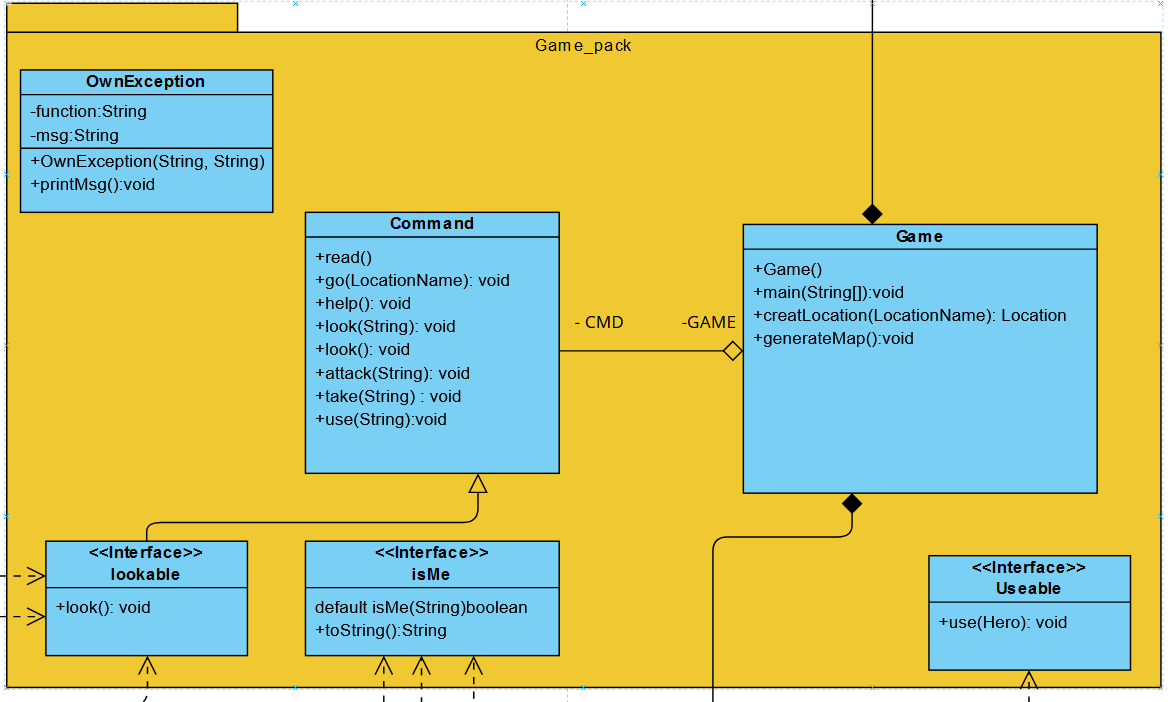 Game_pack
OwnException
-function:String
-msg:String
+OwnException(String, String)
+printMsg():void
Command
+read()
+go(LocationName): void
+help(): void
+look(String): void
+look(): void
+attack(String): void
+take(String) : void
+use(String):void
- CMD
-GAME
Game
+Game()
+main(String[]):void
+creatLocation(LocationName): Location
+generateMap():void
<<Interface>>
lookable
+look(): void
<<Interface>>
isMe
default isMe(String)boolean
+toString():String
<<Interface>>
Useable
+use(Hero): void